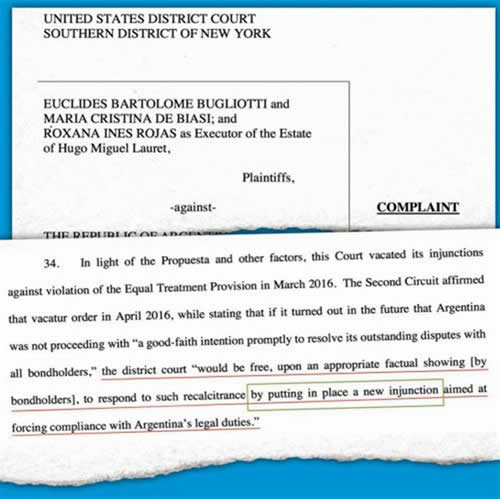 UNITED STATES DISTRICT COURT
SOUTHERN DISTRICT OF NEW YORK
EUCLIDES BARTOLOME BUGLIOTTI and
MARIA CRISTINA DE BIASI; and
ROXANA INES ROJAS as Executor of the Estate
of Hugo Miguel Lauret,
Plaintiffs,
-against-
COMPLAINT
THE REPUBLIC OF
34. In light of the Propuesta and other factors, this Court vacated its injunctions
against violation of the Equal Treatment Provision in March 2016. The Second Circuit affirmed
that vacatur order in April 2016, while stating that if it turned out in the future that Argentina
was not proceeding with “a good-faith intention promptly to resolve its outstanding disputes with
all bondholders,” the district court “would be free, upon an appropriate factual showing [by
bondholders], to respond to such recalcitrance by putting in place a new injunction aimed at
forcing compliance with Argentina’s legal duties.”